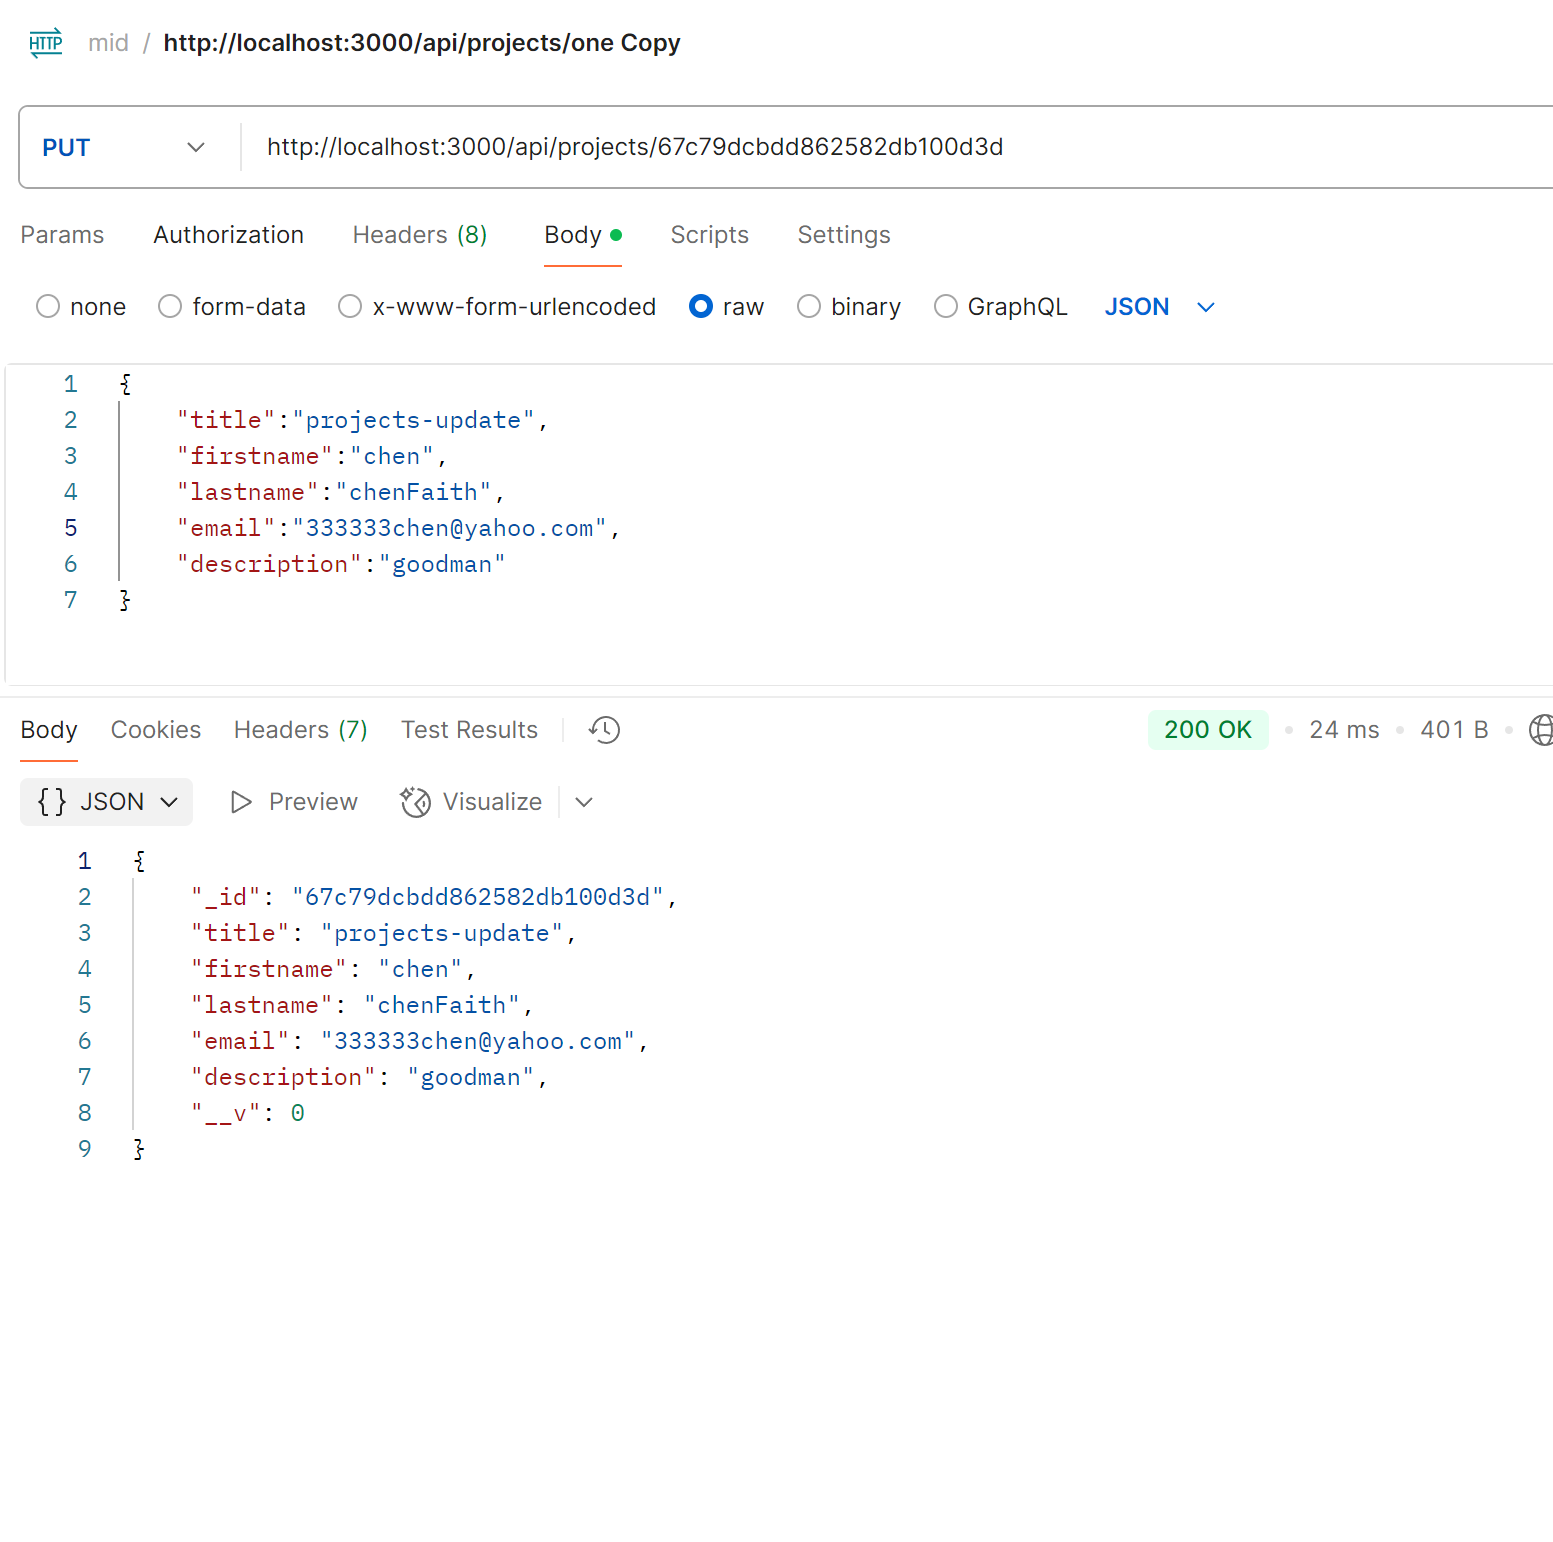 HTTP mid / http://localhost:3000/api/projects/one Copy
PUT http://localhost:3000/api/projects/67c79dcbdd862582db100d3d
Params Authorization Headers (8) Body Scripts Settings
none form-data x-www-form-urlencoded raw binary GraphQL JSON
1 {
2 "title":"projects-update",
3 "firstname":"chen",
4 "lastname":"chenFaith",
5 "email":"333333chen@yahoo.com",
6 "description":"goodman"
7 }
Body Cookies Headers (7) Test Results 200 OK • 24 ms • 401 B •
{} JSON Preview Visualize
1 {
2 "_id": "67c79dcbdd862582db100d3d",
3 "title": "projects-update",
4 "firstname": "chen",
5 "lastname": "chenFaith",
6 "email": "333333chen@yahoo.com",
7 "description": "goodman",
8 "__v": 0
9 }